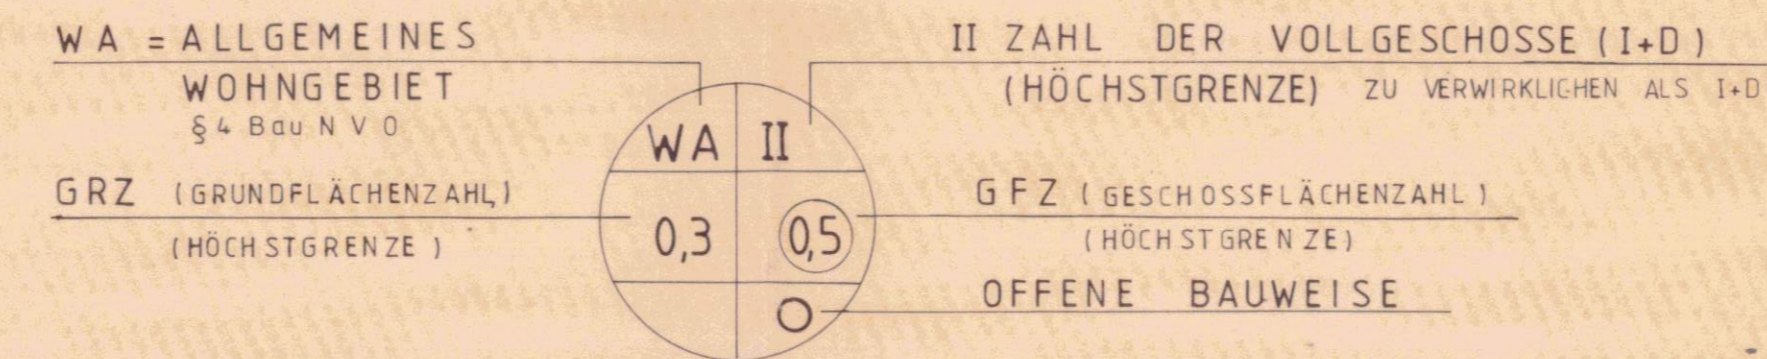 WA = ALLGEMEINES
WOHNGEBIET
§ 4 Bau N V O
GRZ (GRUNDFLÄCHENZAHL)
(HÖCHSTGRENZE)
WA II
0,3 0,5
O
II ZAHL DER VOLLGESCHOSSE (I+D)
(HÖCHSTGRENZE) ZU VERWIRKLICHEN ALS I+D
GFZ (GESCHOSSFLÄCHENZAHL)
(HÖCHSTGRENZE)
OFFENE BAUWEISE